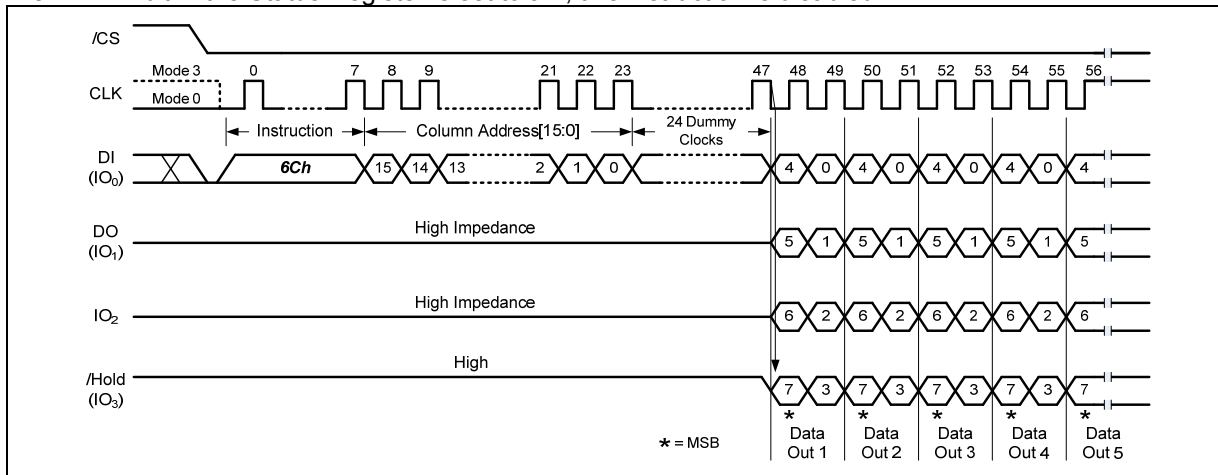 /CS
Mode 3
Mode 0
CLK
0 7 8 9 21 22 23 47 48 49 50 51 52 53 54 55 56
Instruction
Column Address[15:0]
24 Dummy
Clocks
DI
(IO0)
6Ch
15 14 13 2 1 0
4 0 4 0 4 0 4 0 4
DO
(IO1)
High Impedance
5 1 5 1 5 1 5 1 5
IO2
High Impedance
6 2 6 2 6 2 6 2 6
/Hold
(IO3)
High
7 3 7 3 7 3 7 3 7
* * * * *
* = MSB
Data
Out 1
Data
Out 2
Data
Out 3
Data
Out 4
Data
Out 5